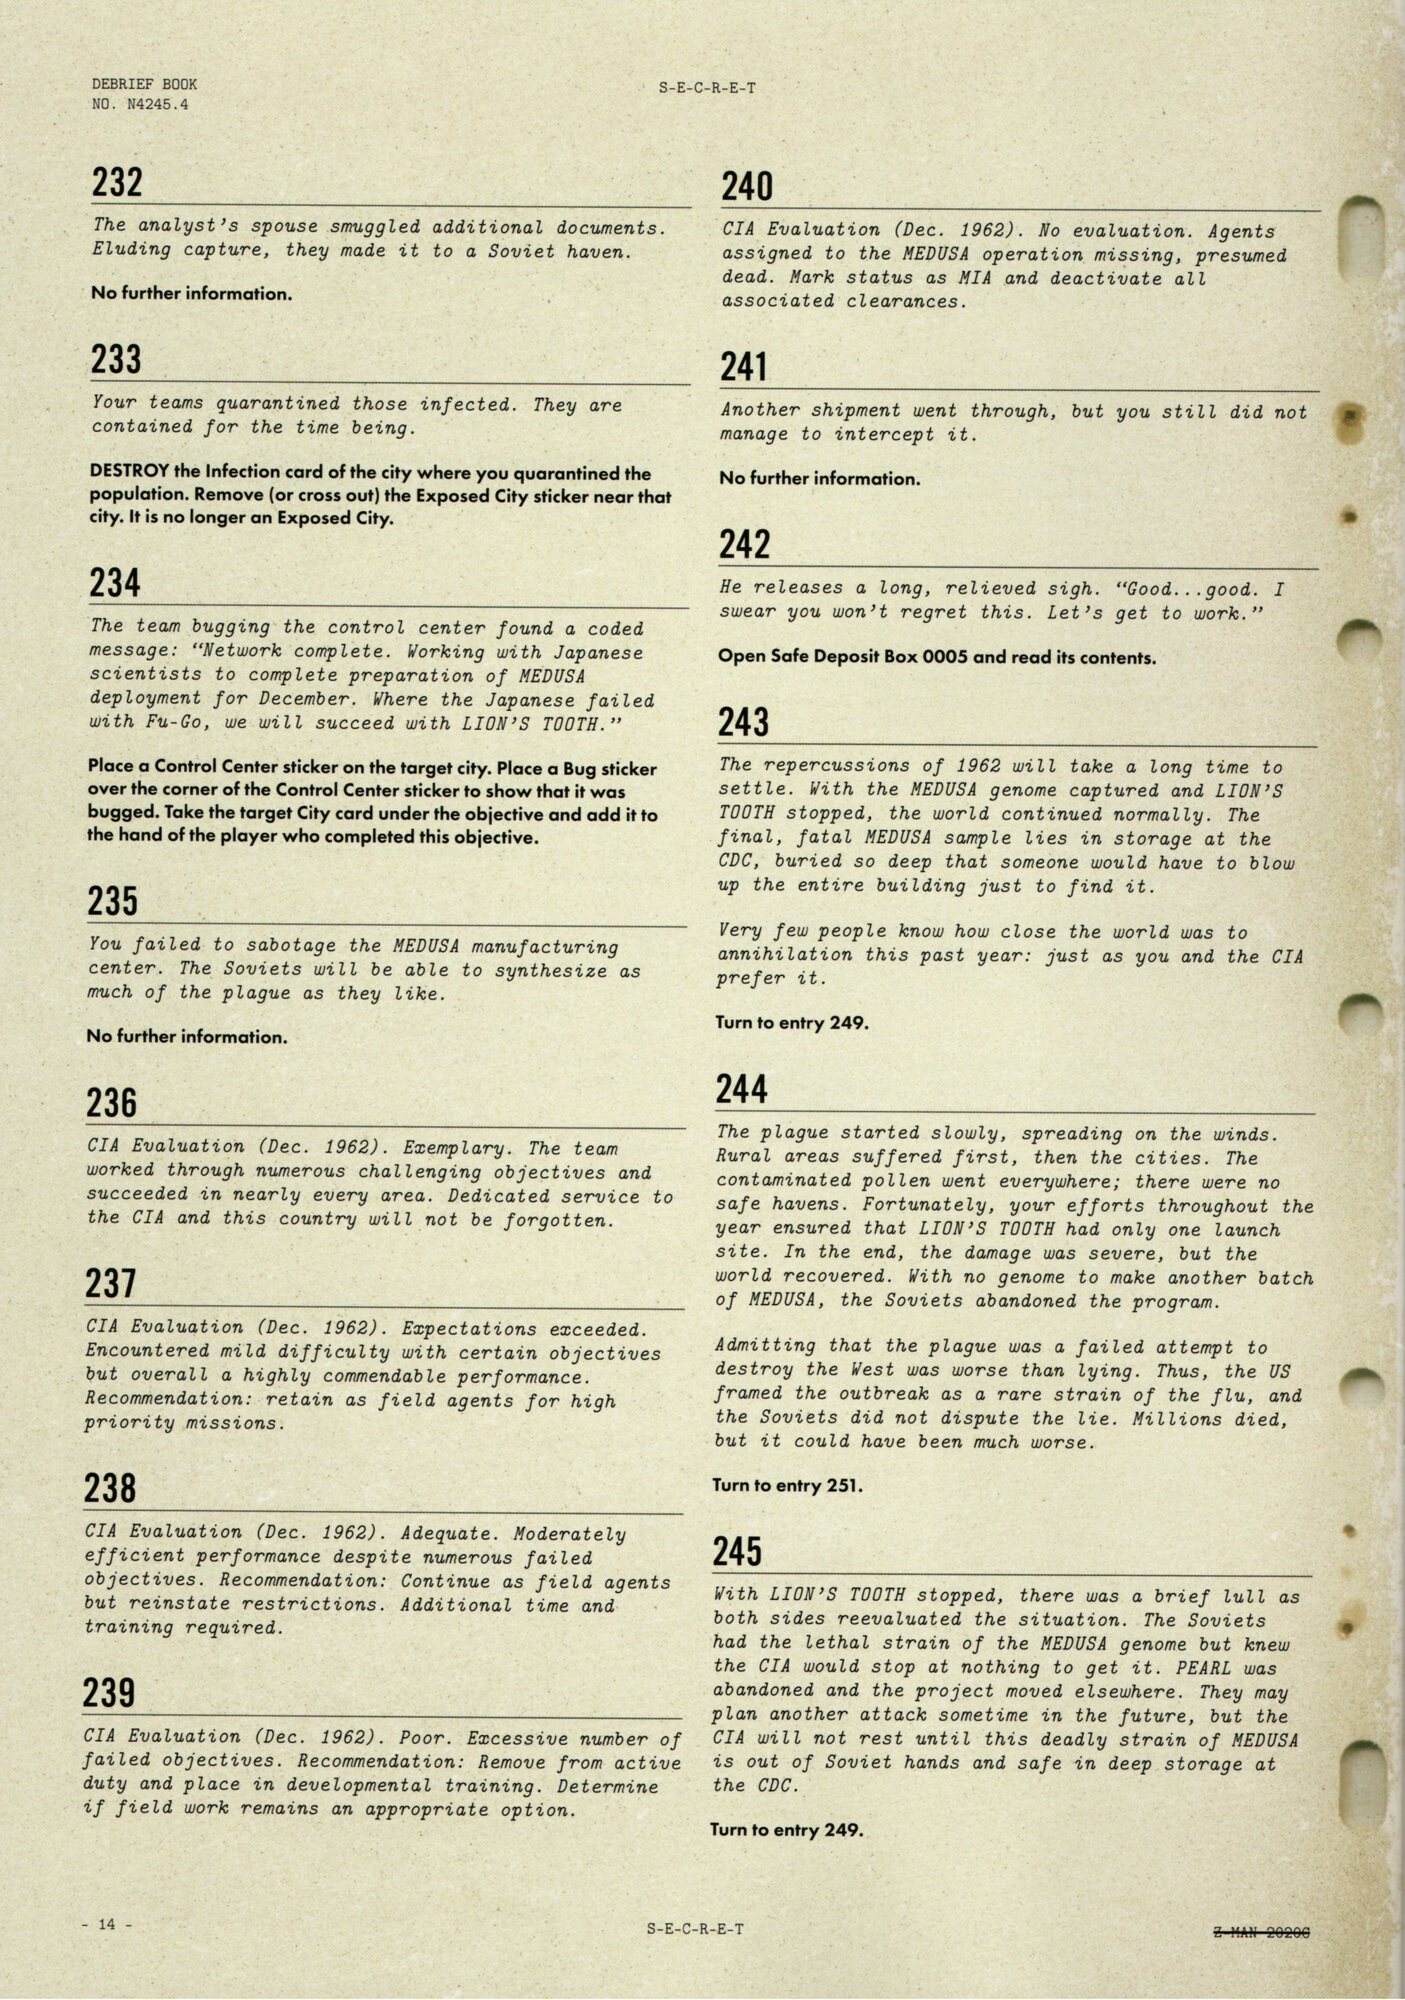 DEBRIEF BOOK
NO. N4245.4
S-E-C-R-E-T
232
The analyst's spouse smuggled additional documents.
Eluding capture, they made it to a Soviet haven.
No further information.
233
Your teams quarantined those infected. They are
contained for the time being.
DESTROY the Infection card of the city where you quarantined the
population. Remove (or cross out) the Exposed City sticker near that
city. It is no longer an Exposed City.
234
The team bugging the control center found a coded
message: “Network complete. Working with Japanese
scientists to complete preparation of MEDUSA
deployment for December. Where the Japanese failed
with Fu-Go, we will succeed with LION'S TOOTH.”
Place a Control Center sticker on the target city. Place a Bug sticker
over the corner of the Control Center sticker to show that it was
bugged. Take the target City card under the objective and add it to
the hand of the player who completed this objective.
235
You failed to sabotage the MEDUSA manufacturing
center. The Soviets will be able to synthesize as
much of the plague as they like.
No further information.
236
CIA Evaluation (Dec. 1962). Exemplary. The team
worked through numerous challenging objectives and
succeeded in nearly every area. Dedicated service to
the CIA and this country will not be forgotten.
237
CIA Evaluation (Dec. 1962). Expectations exceeded.
Encountered mild difficulty with certain objectives
but overall a highly commendable performance.
Recommendation: retain as field agents for high
priority missions.
238
CIA Evaluation (Dec. 1962). Adequate. Moderately
efficient performance despite numerous failed
objectives. Recommendation: Continue as field agents
but reinstate restrictions. Additional time and
training required.
239
CIA Evaluation (Dec. 1962). Poor. Excessive number of
failed objectives. Recommendation: Remove from active
duty and place in developmental training. Determine
if field work remains an appropriate option.
240
CIA Evaluation (Dec. 1962). No evaluation. Agents
assigned to the MEDUSA operation missing, presumed
dead. Mark status as MIA and deactivate all
associated clearances.
241
Another shipment went through, but you still did not
manage to intercept it.
No further information.
242
He releases a long, relieved sigh. “Good...good. I
swear you won't regret this. Let's get to work.”
Open Safe Deposit Box 0005 and read its contents.
243
The repercussions of 1962 will take a long time to
settle. With the MEDUSA genome captured and LION'S
TOOTH stopped, the world continued normally. The
final, fatal MEDUSA sample lies in storage at the
CDC, buried so deep that someone would have to blow
up the entire building just to find it.
Very few people know how close the world was to
annihilation this past year: just as you and the CIA
prefer it.
Turn to entry 249.
244
The plague started slowly, spreading on the winds.
Rural areas suffered first, then the cities. The
contaminated pollen went everywhere; there were no
safe havens. Fortunately, your efforts throughout the
year ensured that LION'S TOOTH had only one launch
site. In the end, the damage was severe, but the
world recovered. With no genome to make another batch
of MEDUSA, the Soviets abandoned the program.
Admitting that the plague was a failed attempt to
destroy the West was worse than lying. Thus, the US
framed the outbreak as a rare strain of the flu, and
the Soviets did not dispute the lie. Millions died,
but it could have been much worse.
Turn to entry 251.
245
With LION'S TOOTH stopped, there was a brief lull as
both sides reevaluated the situation. The Soviets
had the lethal strain of the MEDUSA genome but knew
the CIA would stop at nothing to get it. PEARL was
abandoned and the project moved elsewhere. They may
plan another attack sometime in the future, but the
CIA will not rest until this deadly strain of MEDUSA
is out of Soviet hands and safe in deep storage at
the CDC.
Turn to entry 249.
- 14 -
S-E-C-R-E-T
Z-MAN 2020G